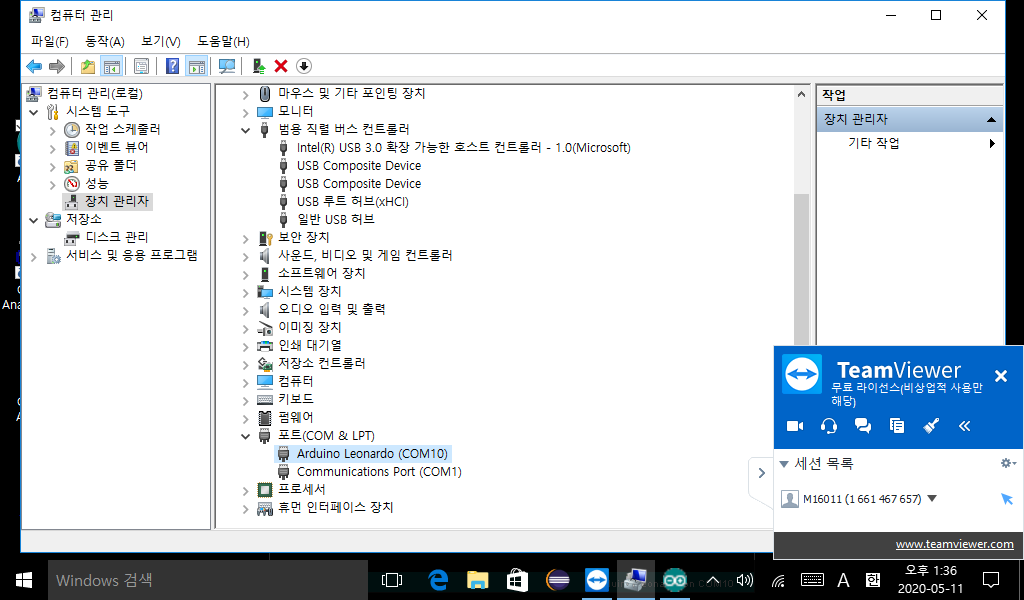 컴퓨터 관리
파일(F) 동작(A) 보기(V) 도움말(H)
컴퓨터 관리(로컬)
시스템 도구
작업 스케줄러
이벤트 뷰어
공유 폴더
성능
장치 관리자
저장소
디스크 관리
서비스 및 응용 프로그램
마우스 및 기타 포인팅 장치
모니터
범용 직렬 버스 컨트롤러
Intel(R) USB 3.0 확장 가능한 호스트 컨트롤러 - 1.0(Microsoft)
USB Composite Device
USB Composite Device
USB 루트 허브(xHCI)
일반 USB 허브
보안 장치
사운드, 비디오 및 게임 컨트롤러
소프트웨어 장치
시스템 장치
오디오 입력 및 출력
이미징 장치
인쇄 대기열
저장소 컨트롤러
컴퓨터
키보드
펌웨어
포트(COM & LPT)
Arduino Leonardo (COM10)
Communications Port (COM1)
프로세서
휴먼 인터페이스 장치
작업
장치 관리자
기타 작업
TeamViewer
무료 라이선스(비상업적 사용만
해당)
세션 목록
M16011 (1 661 467 657)
www.teamviewer.com
Windows 검색
A 한
오후 1:36
2020-05-11